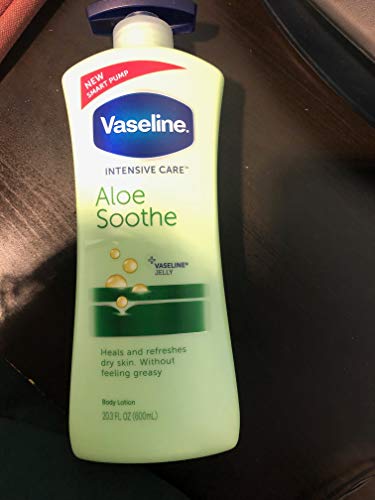 NEW
SMART PUMP
Vaseline.
INTENSIVE CARE™
Aloe
Soothe
VASELINE®
JELLY
Heals and refreshes
dry skin. Without
feeling greasy
Body Lotion
20.3 FL OZ (600mL)